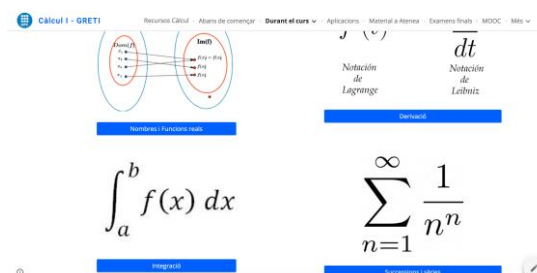 Càlcul I - GRETI
Recursos Càlcul
Abans de començar
Durant el curs
Aplicacions
Material a Atenea
Examens finals
MOOC
Més
Dom(f)
Im(f)
dt
Notación
de
Lagrange
Notación
de
Leibniz
Nombres i Funcions reals
Derivació
∫_a^b f(x) dx
∑_{n=1}^∞ 1/n^n
Integració
Successions i sèries